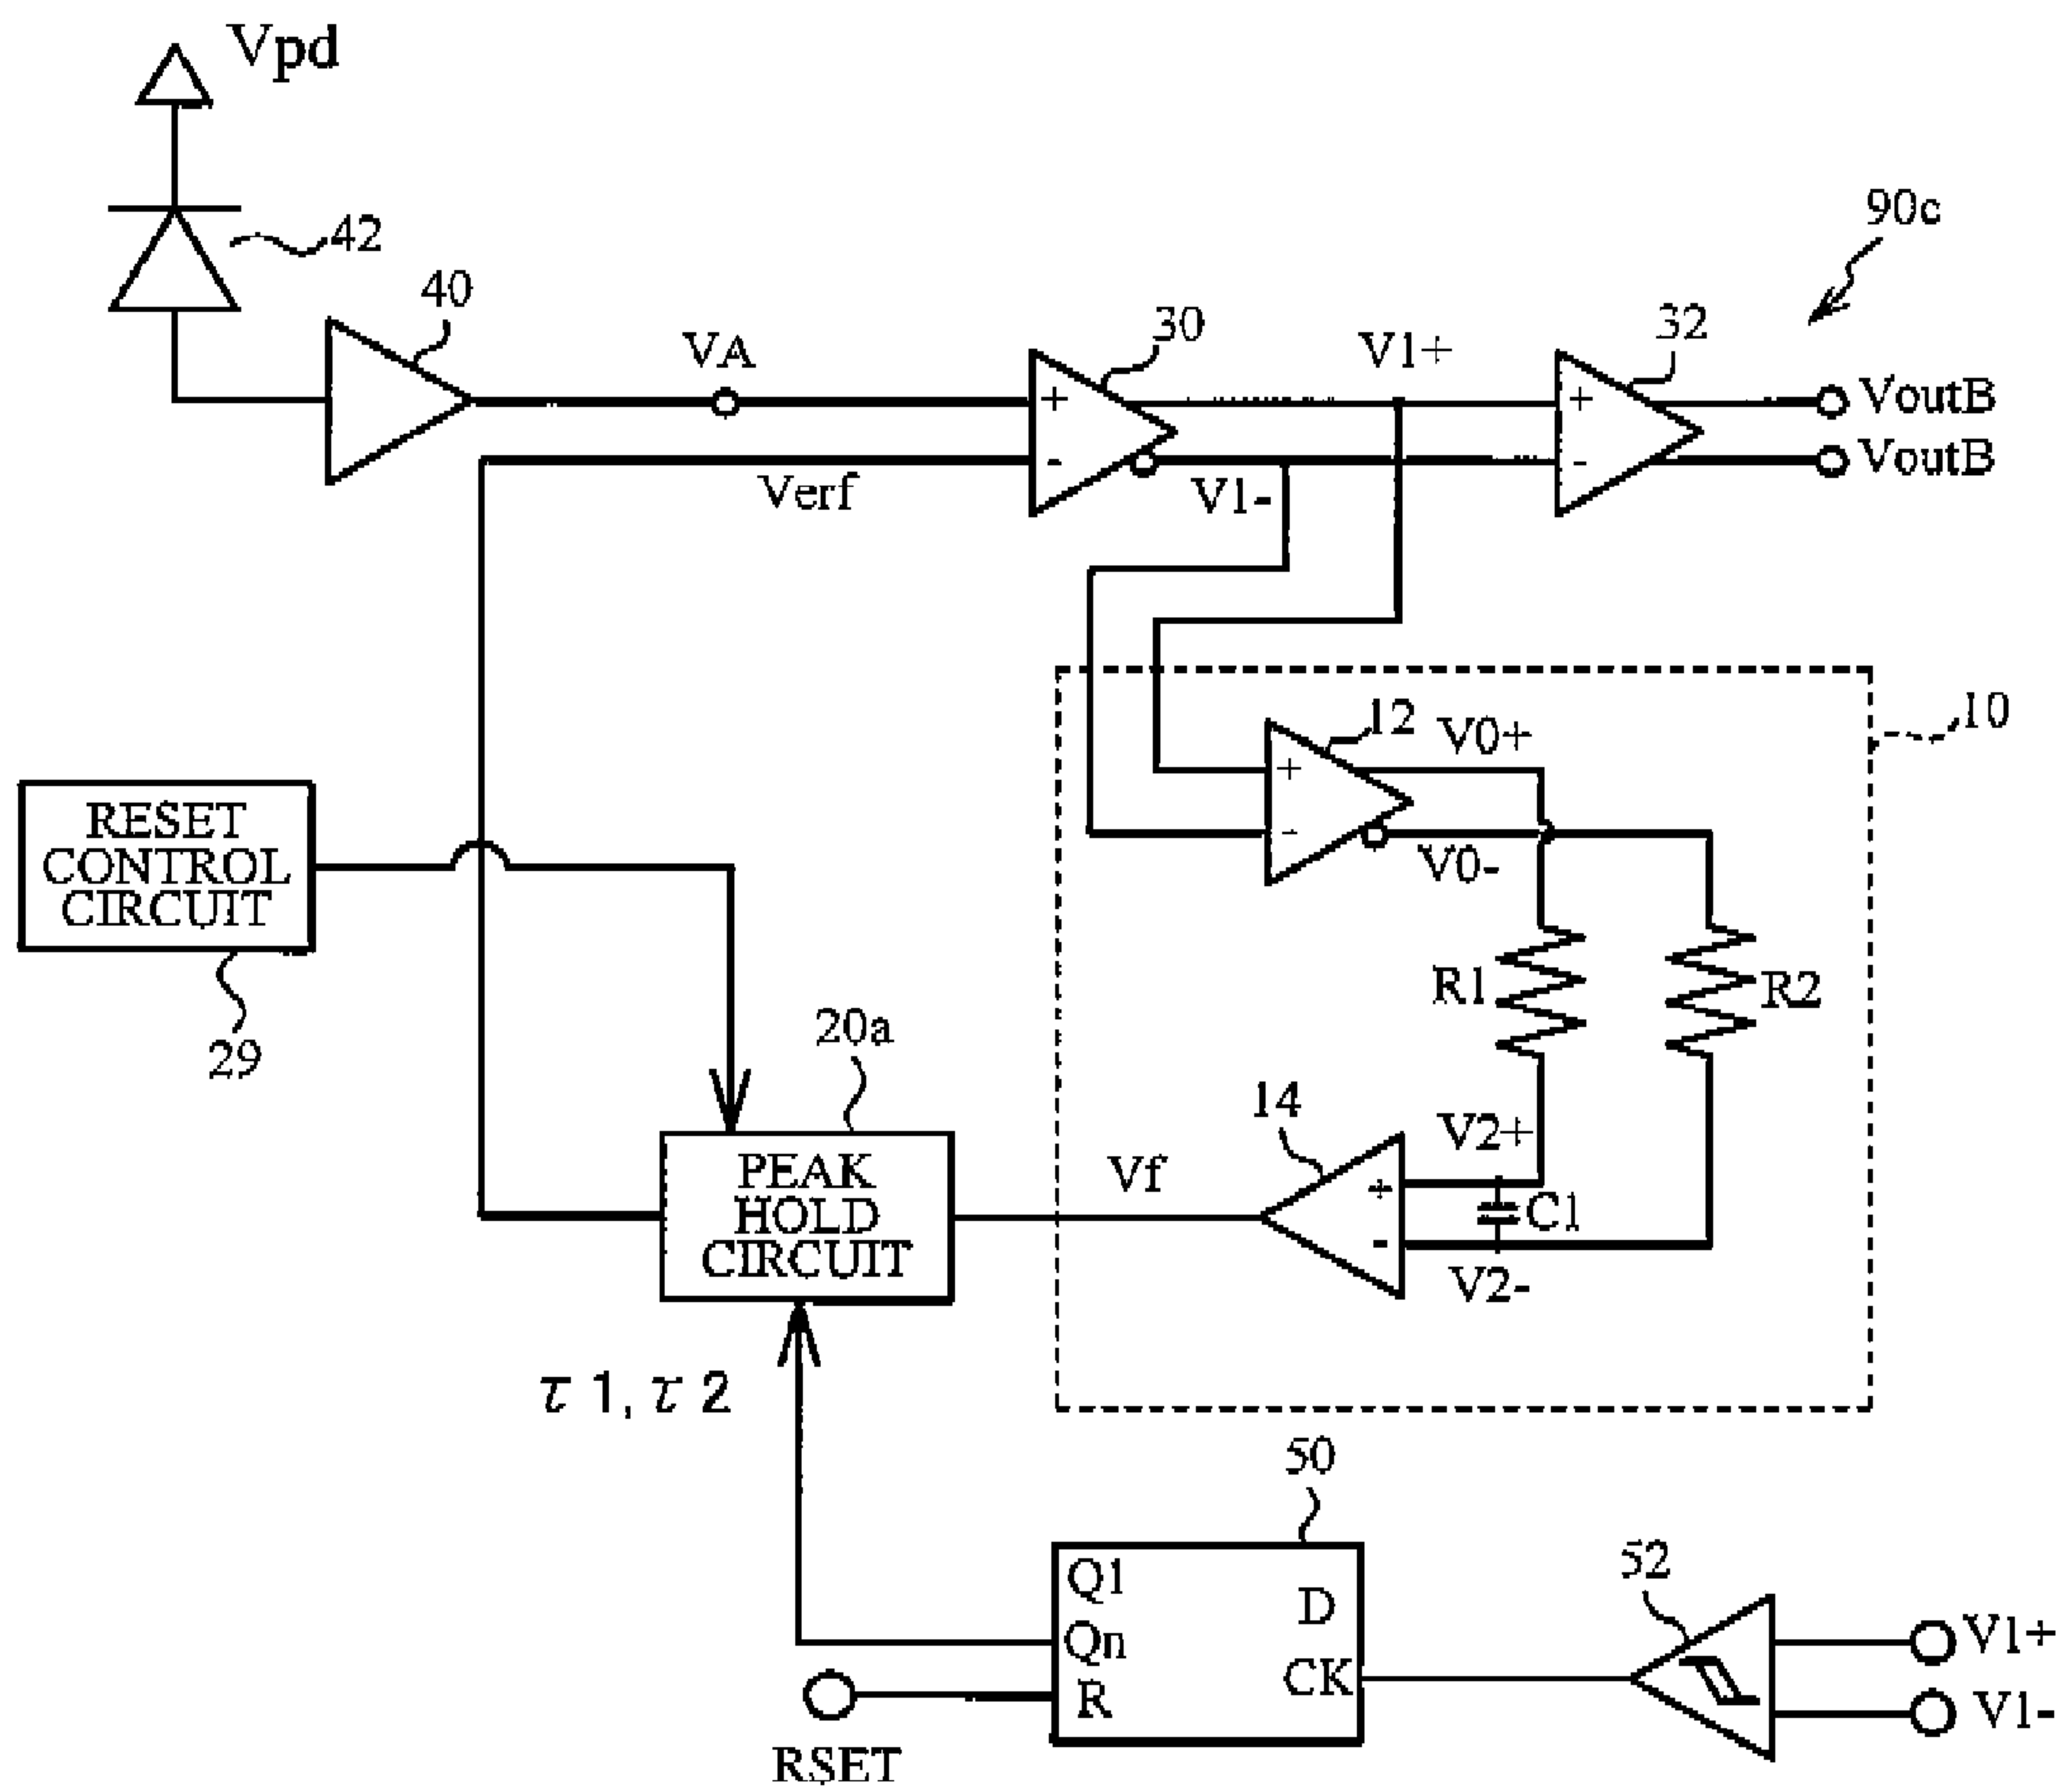 Vpd
42
40
VA
30
V1+
32
90c
VoutB
+
+
-
-
VoutB
Verf
V1-
10
12
V0+
+
-
V0-
RESET
CONTROL
CIRCUIT
29
R1
R2
20a
14
V2+
PEAK
HOLD
CIRCUIT
Vf
+
-
C1
V2-
τ1, τ2
50
52
Q1
D
Qn
CK
R
V1+
V1-
RSET